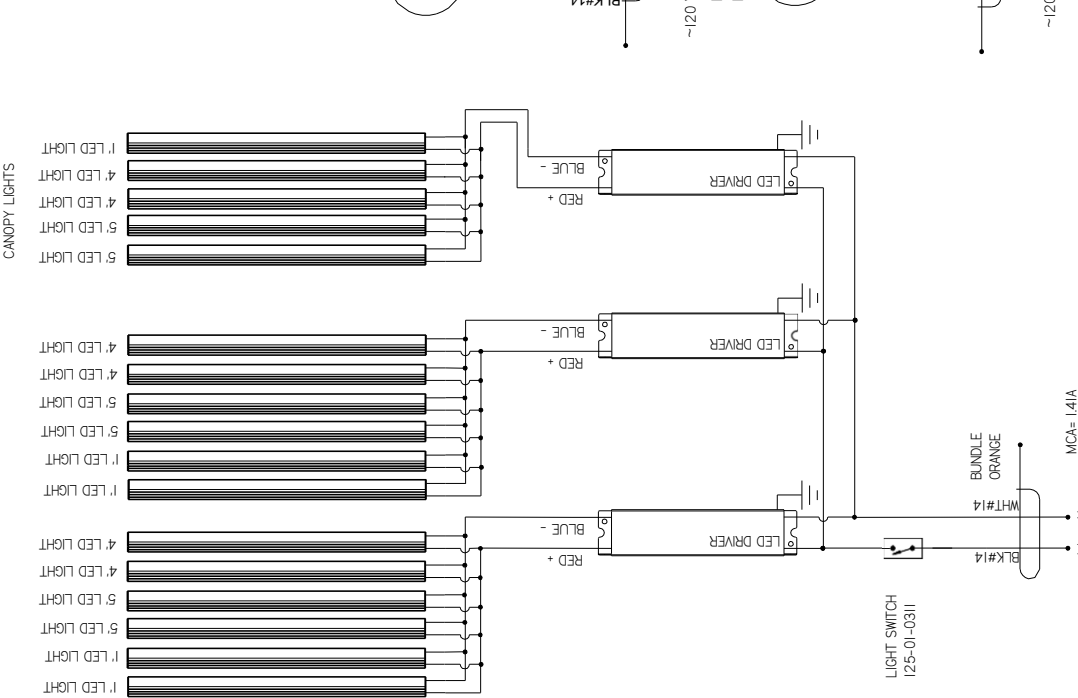 CANOPY LIGHTS
1' LED LIGHT
4' LED LIGHT
4' LED LIGHT
5' LED LIGHT
5' LED LIGHT
BLUE -
RED +
LED DRIVER
4' LED LIGHT
4' LED LIGHT
5' LED LIGHT
5' LED LIGHT
1' LED LIGHT
1' LED LIGHT
BLUE -
RED +
LED DRIVER
4' LED LIGHT
4' LED LIGHT
5' LED LIGHT
5' LED LIGHT
1' LED LIGHT
1' LED LIGHT
BLUE -
RED +
LED DRIVER
LIGHT SWITCH
125-01-0311
BLK#14
WHT#14
BUNDLE
ORANGE
MCA= 1.41A
BLK#14
~120
~120